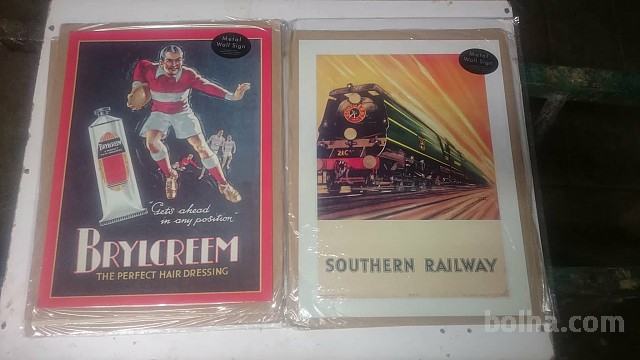 Metal
Wall Sign
BRYLCREEM
"Gets ahead
in any position"
BRYLCREEM
THE PERFECT HAIR DRESSING
Metal
Wall Sign
21C
SOUTHERN RAILWAY
bolha.com